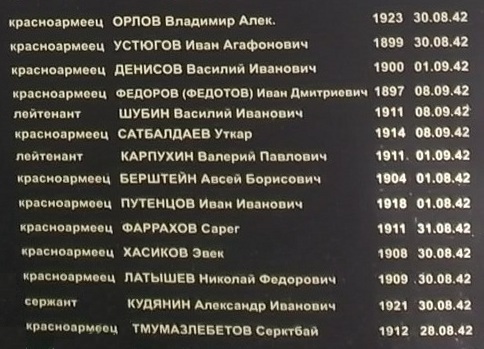 красноармеец ОРЛОВ Владимир Алек. 1923 30.08.42
красноармеец УСТЮГОВ Иван Агафонович 1899 30.08.42
красноармеец ДЕНИСОВ Василий Иванович 1900 01.09.42
красноармеец ФЕДОРОВ (ФЕДОТОВ) Иван Дмитриевич 1897 08.09.42
лейтенант ШУБИН Василий Иванович 1911 08.09.42
красноармеец САТБАЛДАЕВ Уткар 1914 08.09.42
лейтенант КАРПУХИН Валерий Павлович 1911 01.09.42
красноармеец БЕРШТЕЙН Авсей Борисович 1904 01.09.42
красноармеец ПУТЕНЦОВ Иван Иванович 1918 01.09.42
красноармеец ФАРРАХОВ Сарег 1911 31.08.42
красноармеец ХАСИКОВ Эвек 1908 30.08.42
красноармеец ЛАТЫШЕВ Николай Федорович 1909 30.08.42
сержант КУДЯНИН Александр Иванович 1921 30.08.42
красноармеец ТМУМАЗЛЕБЕТОВ Серктбай 1912 28.08.42